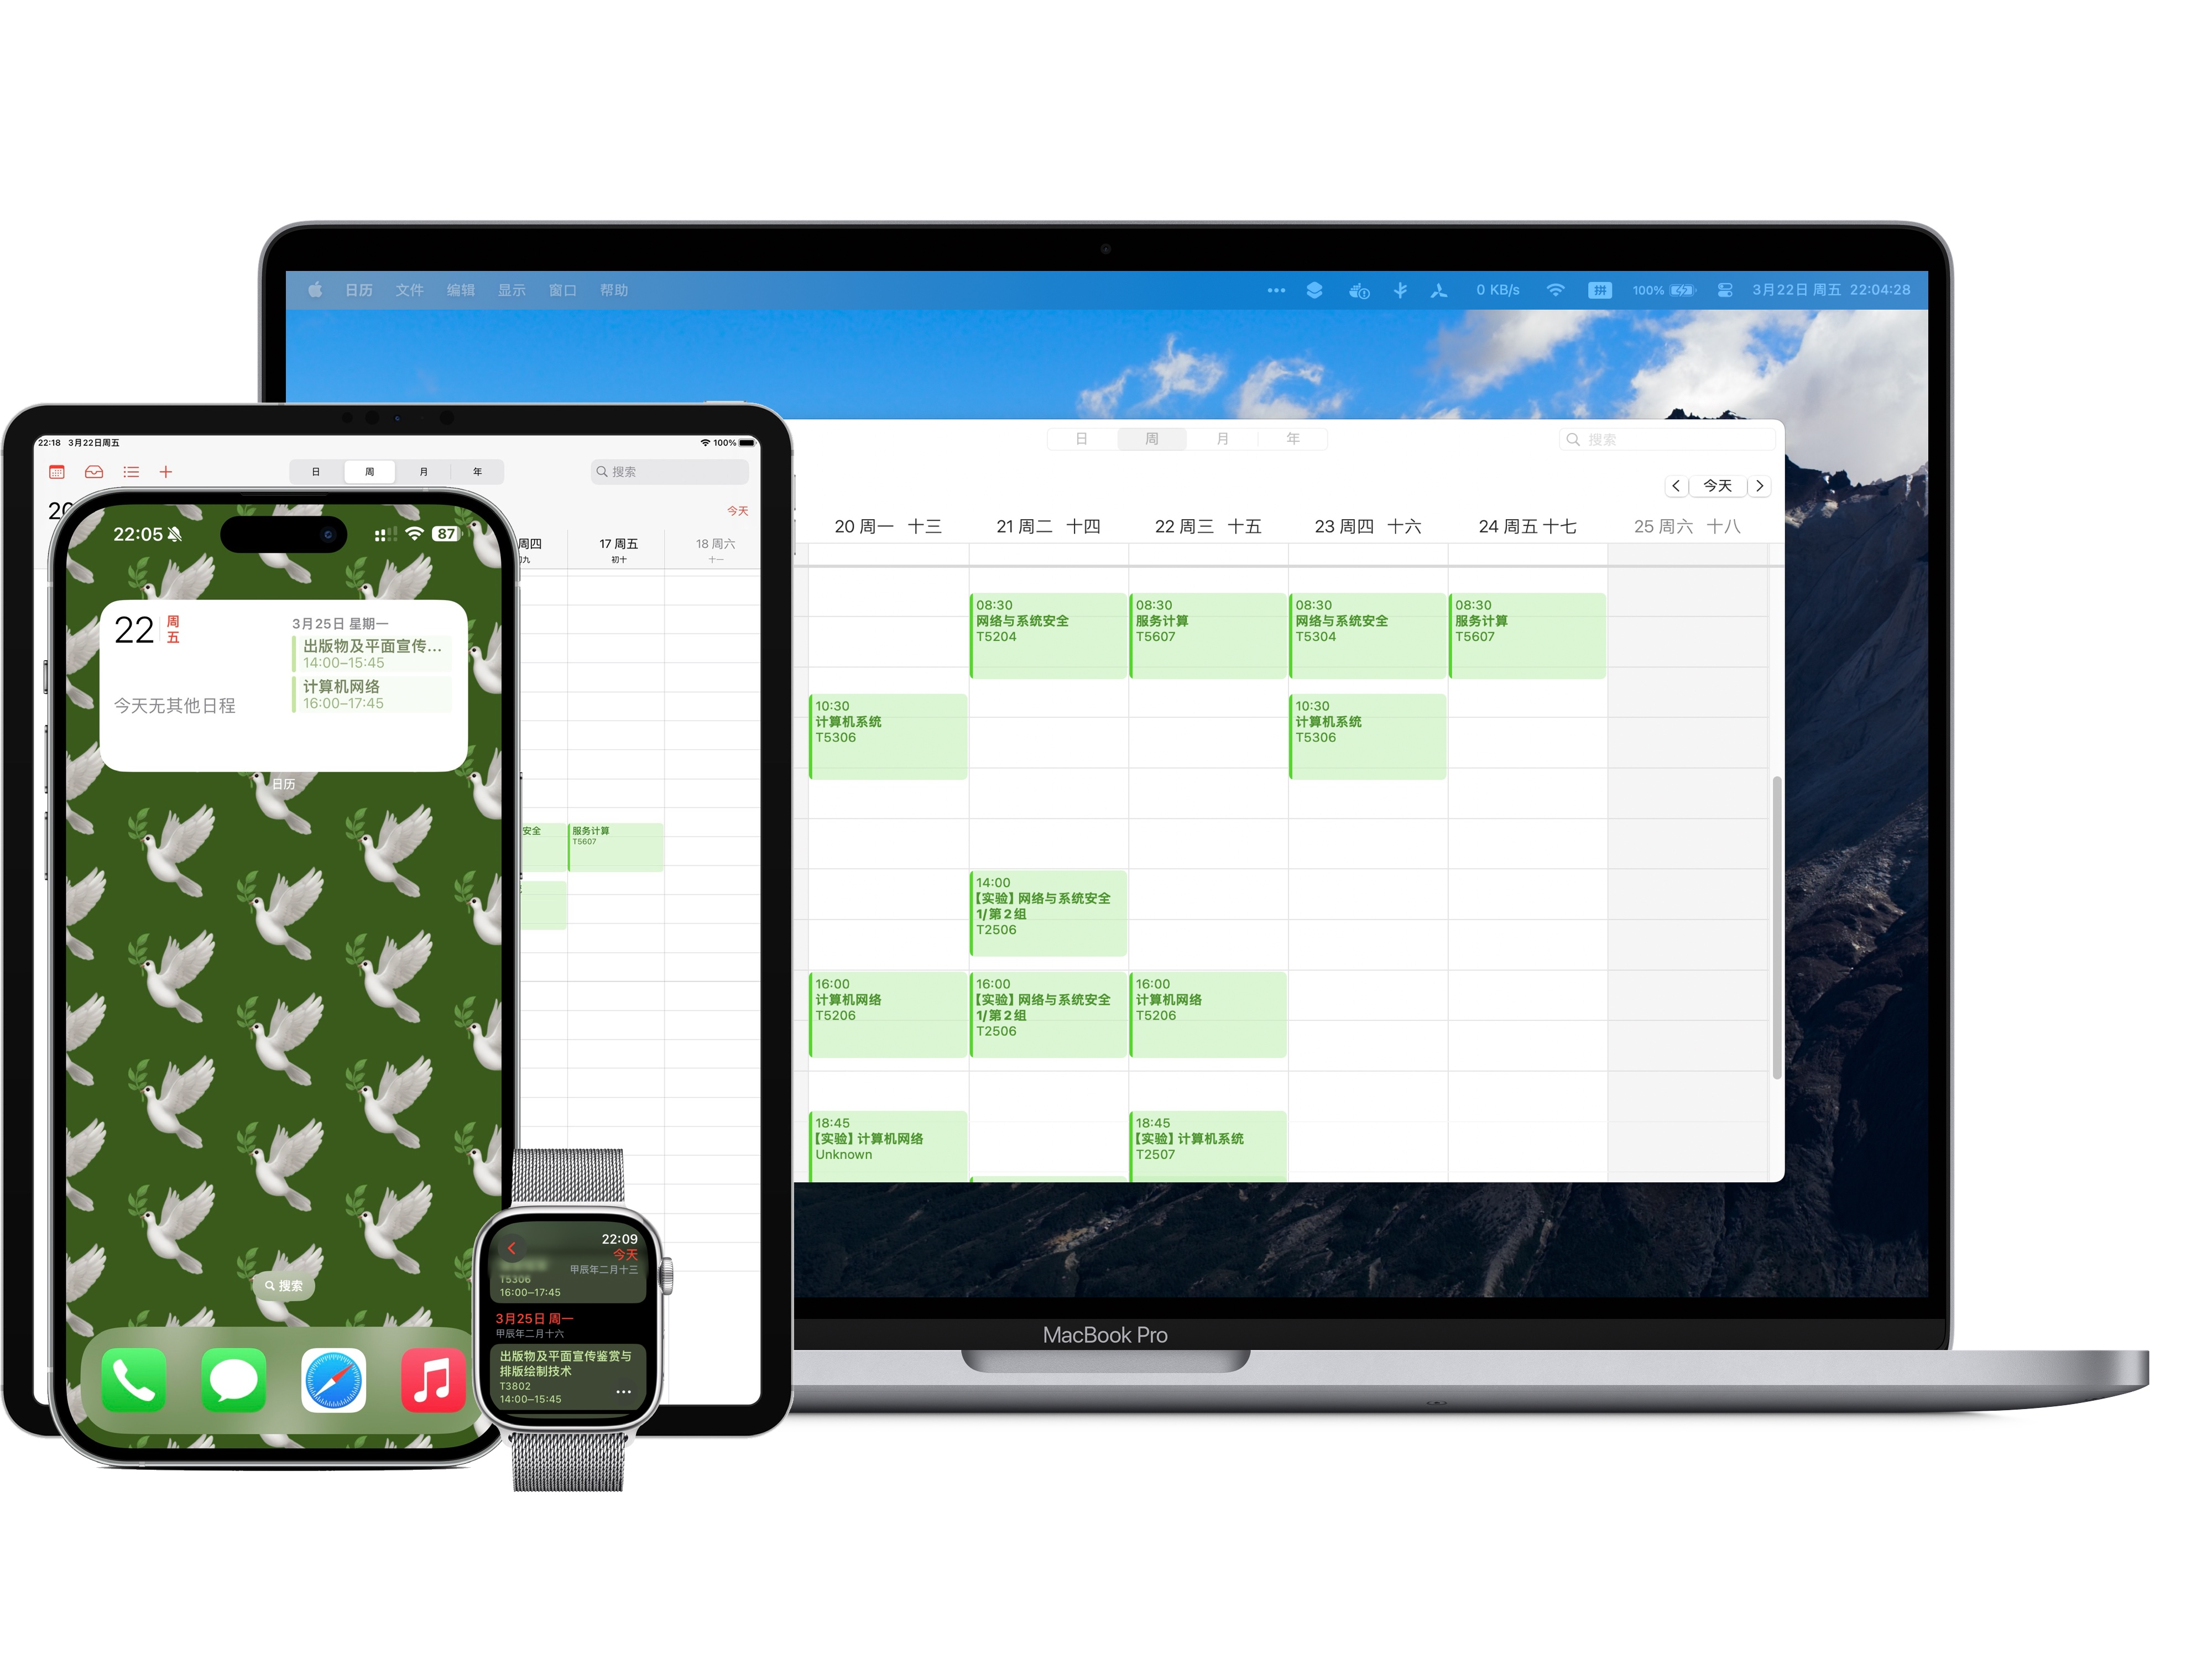 日历 文件 编辑 显示 窗口 帮助
0 KB/s 拼 100% 3月22日 周五 22:04:28
日 周 月 年
搜索
今天
20 周一 十三 21 周二 十四 22 周三 十五 23 周四 十六 24 周五 十七 25 周六 十八
08:30
网络与系统安全
T5204
08:30
服务计算
T5607
08:30
网络与系统安全
T5304
08:30
服务计算
T5607
10:30
计算机系统
T5306
10:30
计算机系统
T5306
14:00
【实验】网络与系统安全
1/第2组
T2506
16:00
计算机网络
T5206
16:00
【实验】网络与系统安全
1/第2组
T2506
16:00
计算机网络
T5206
18:45
【实验】计算机网络
Unknown
18:45
【实验】计算机系统
T2507
MacBook Pro
22:18 3月22日周五 100%
日 周 月 年
搜索
20
今天
周四 17 周五 18 周六
初十 十一
安全
服务计算
T5607
22:05 87
22 周五
今天无其他日程
3月25日 星期一
出版物及平面宣传…
14:00–15:45
计算机网络
16:00–17:45
日历
搜索
22:09
今天
甲辰年二月十三
T5306
16:00–17:45
3月25日 周一
甲辰年二月十六
出版物及平面宣传鉴赏与
排版绘制技术
T3802
14:00–15:45